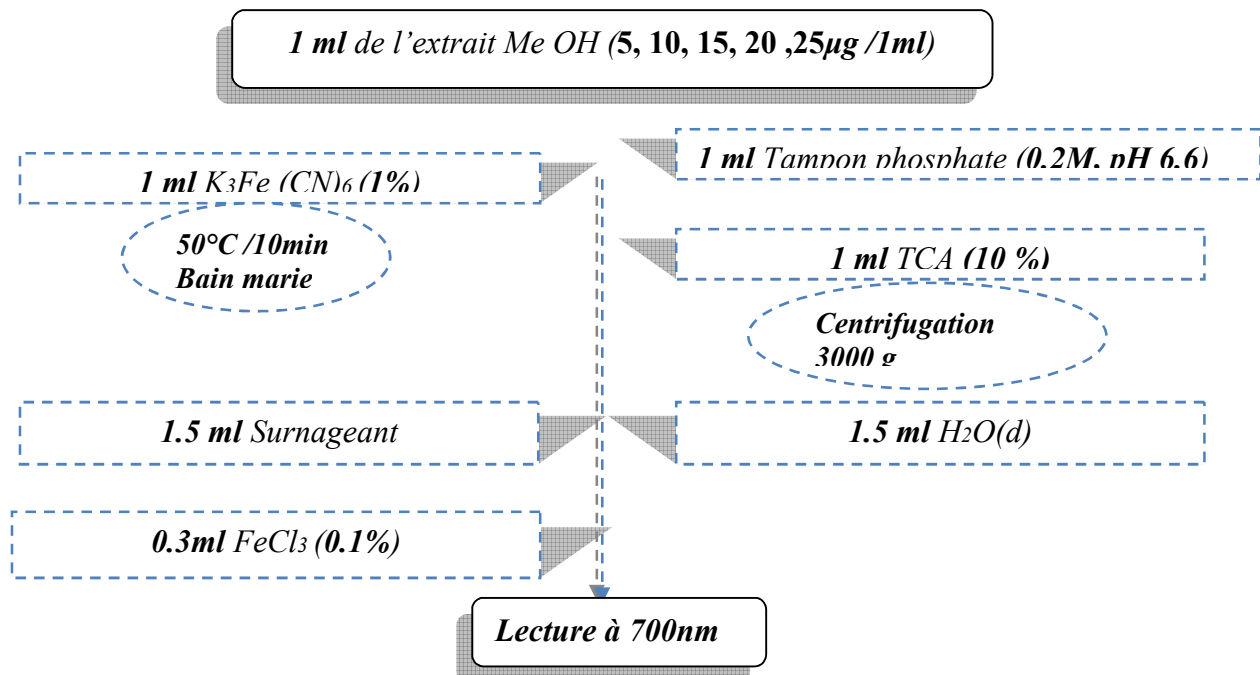 1 ml de l’extrait Me OH (5, 10, 15, 20 ,25µg /1ml)
1 ml Tampon phosphate (0.2M, pH 6.6)
1 ml K3Fe (CN)6 (1%)
50°C /10min
Bain marie
1 ml TCA (10 %)
Centrifugation
3000 g
1.5 ml Surnageant
1.5 ml H2O(d)
0.3ml FeCl3 (0.1%)
Lecture à 700nm